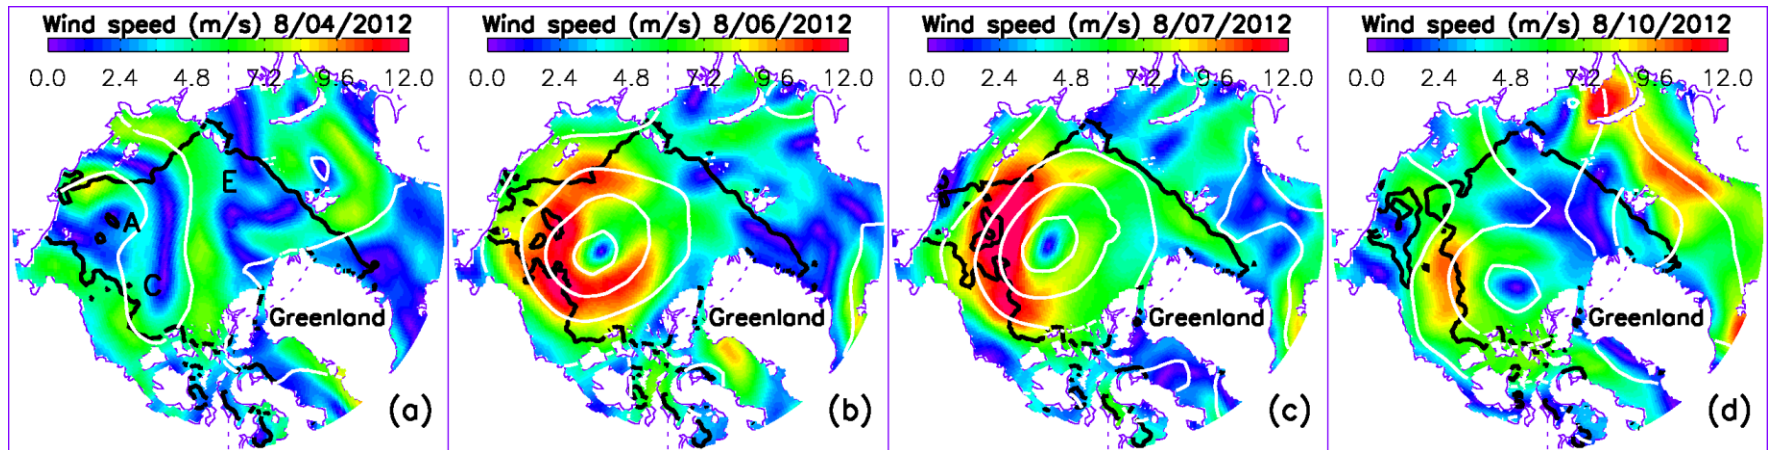 Wind speed (m/s) 8/04/2012
0.0 2.4 4.8 7.2 9.6 12.0
E
A
C
Greenland
(a)
Wind speed (m/s) 8/06/2012
0.0 2.4 4.8 7.2 9.6 12.0
Greenland
(b)
Wind speed (m/s) 8/07/2012
0.0 2.4 4.8 7.2 9.6 12.0
Greenland
(c)
Wind speed (m/s) 8/10/2012
0.0 2.4 4.8 7.2 9.6 12.0
Greenland
(d)